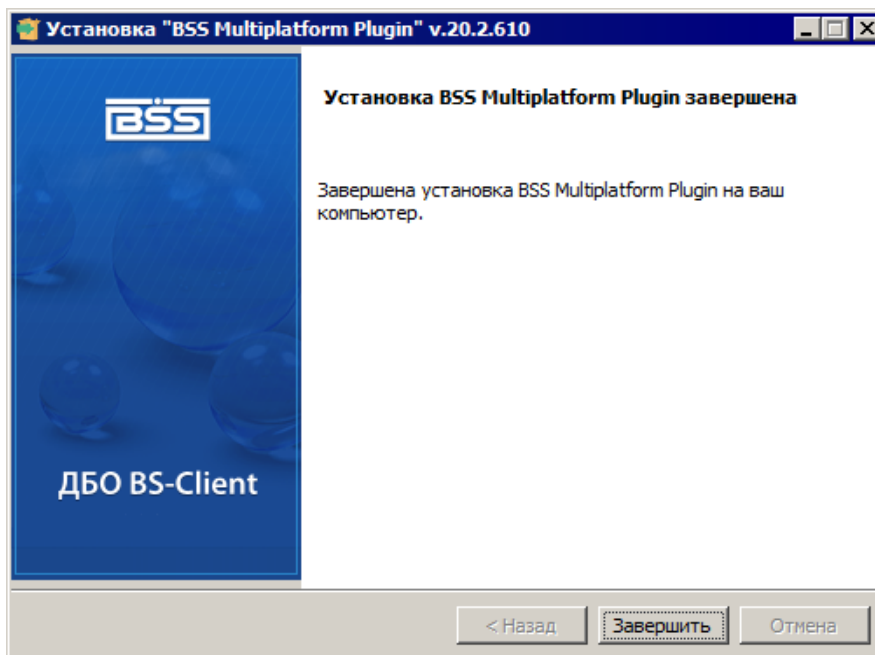 Установка "BSS Multiplatform Plugin" v.20.2.610
BSS
Установка BSS Multiplatform Plugin завершена
Завершена установка BSS Multiplatform Plugin на ваш
компьютер.
ДБО BS-Client
< Назад
Завершить
Отмена